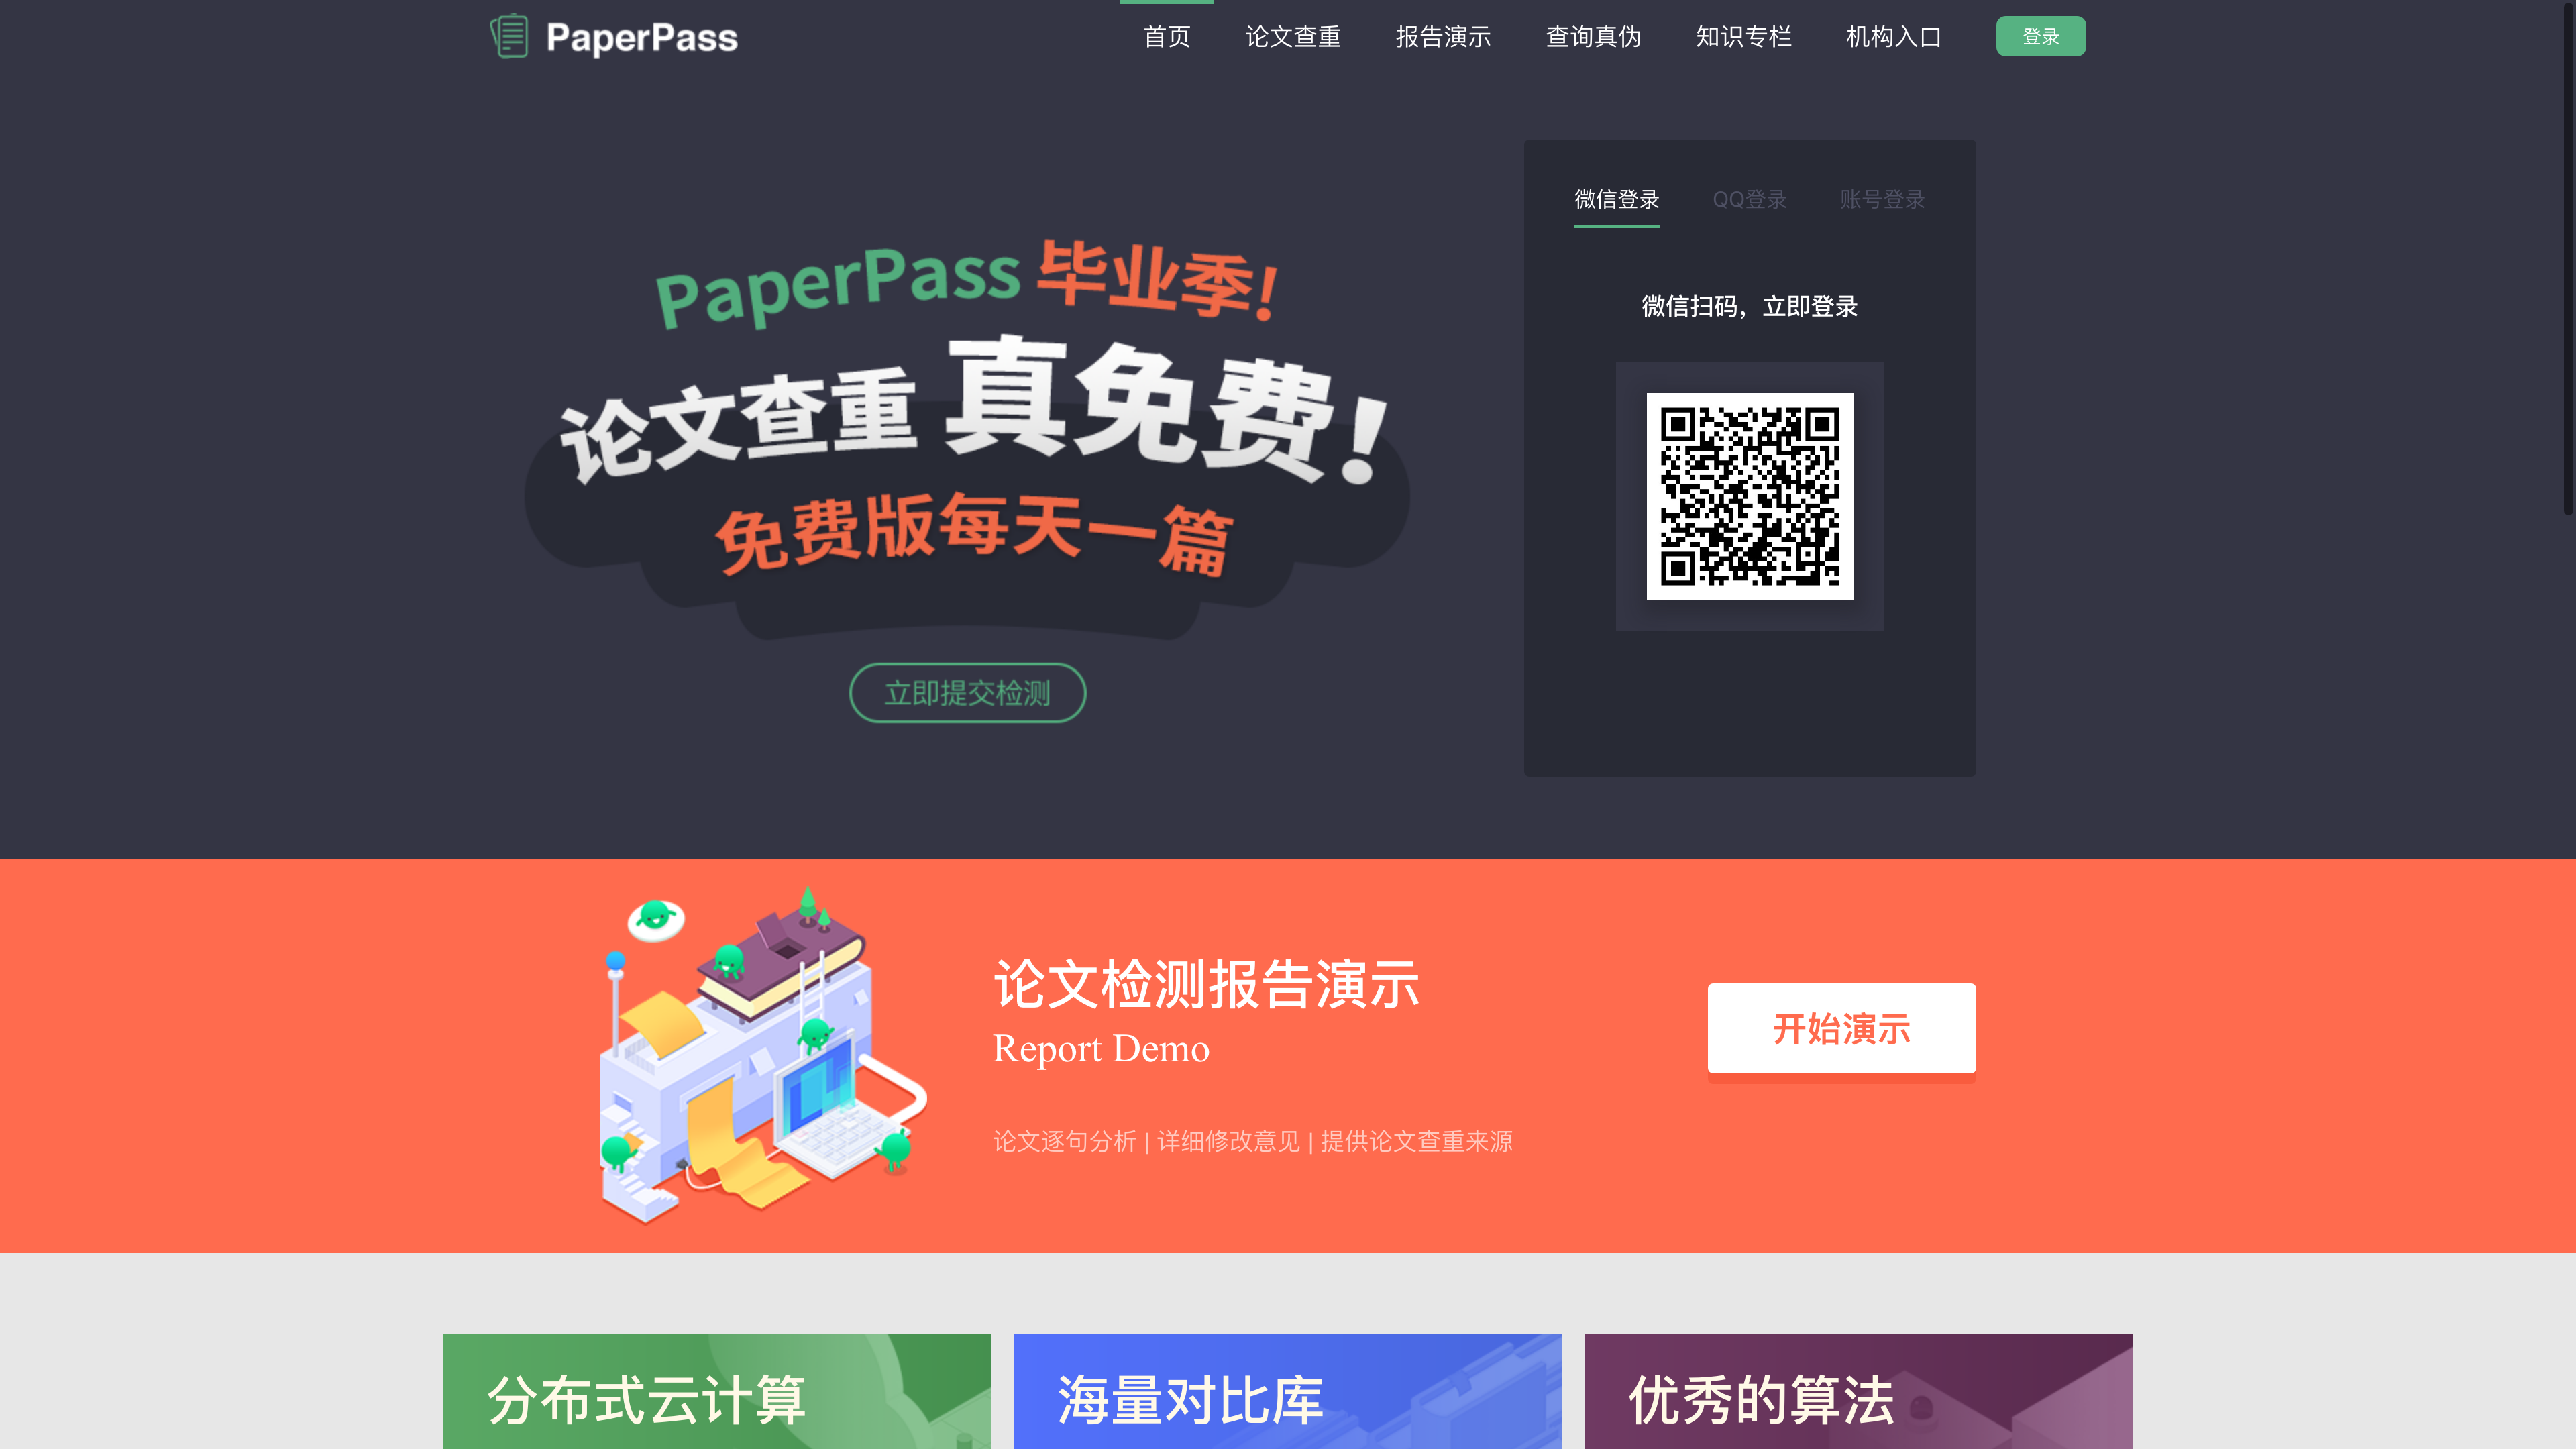 PaperPass
首页
论文查重
报告演示
查询真伪
知识专栏
机构入口
登录
PaperPass 毕业季!
论文查重 真免费!
免费版每天一篇
立即提交检测
微信登录
QQ登录
账号登录
微信扫码，立即登录
论文检测报告演示
Report Demo
论文逐句分析 | 详细修改意见 | 提供论文查重来源
开始演示
分布式云计算
海量对比库
优秀的算法